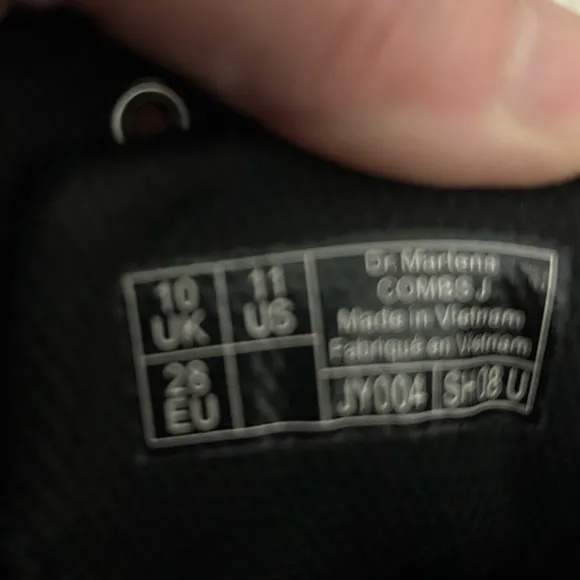 10
UK
11
US
28
EU
Dr. Martens
COMBS J
Made in Vietnam
Fabriqué en Vietnam
JY004
SH08 U